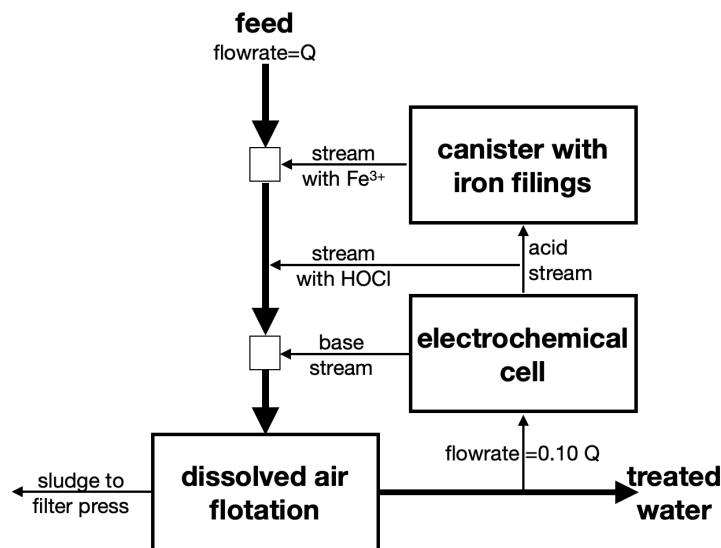 feed
flowrate=Q
stream
with Fe³⁺
canister with
iron filings
stream
with HOCl
acid
stream
base
stream
electrochemical
cell
flowrate =0.10 Q
sludge to
filter press
dissolved air
flotation
treated
water